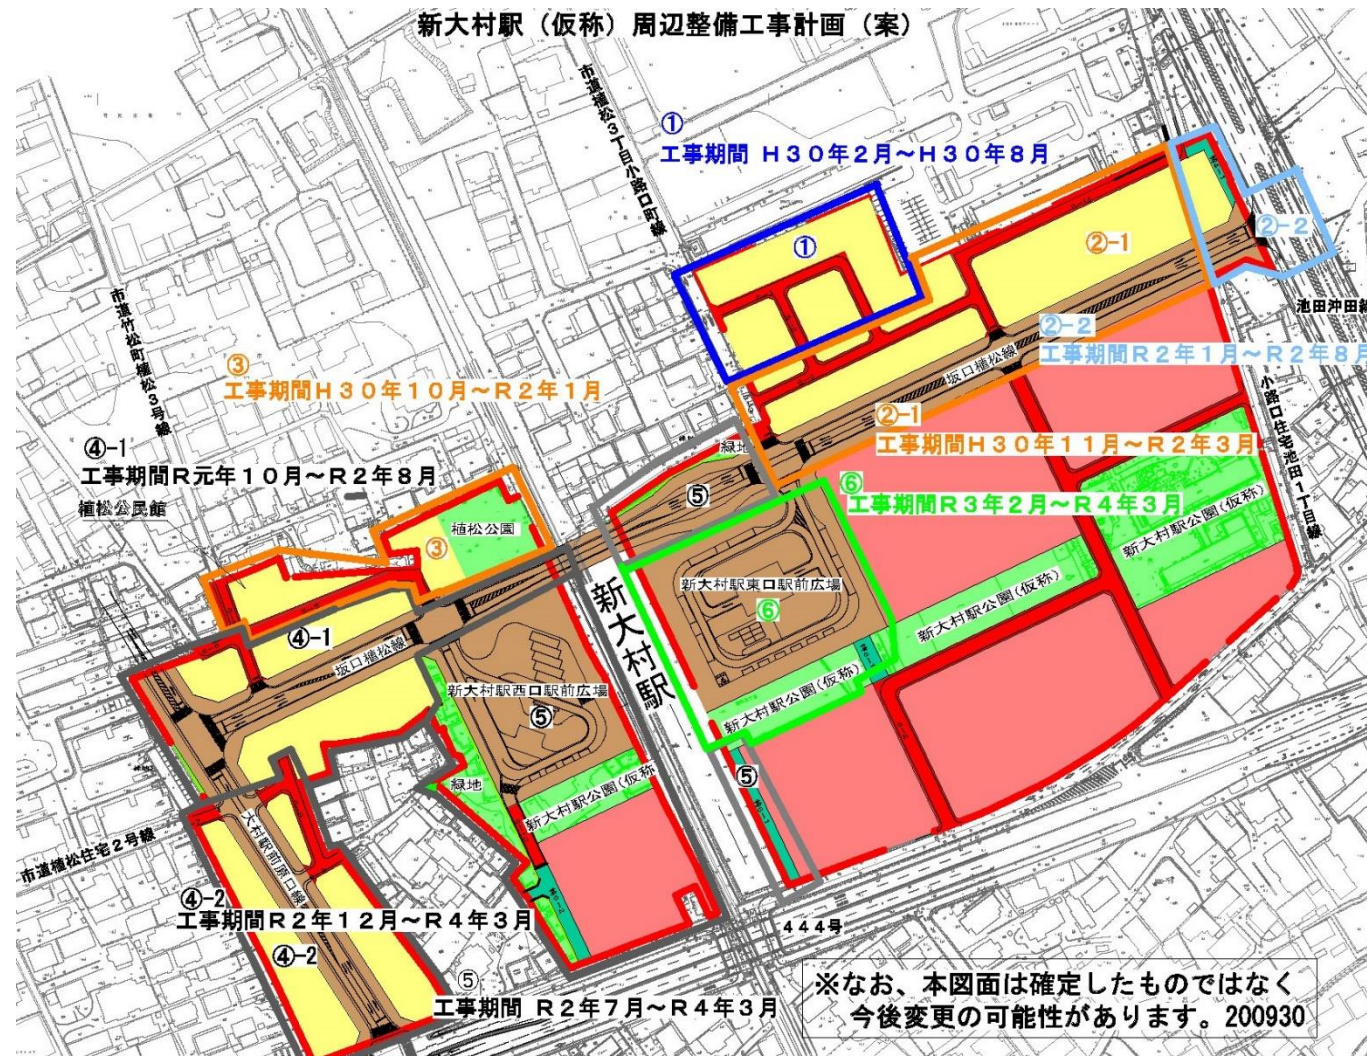 新大村駅（仮称）周辺整備工事計画（案）
市道植松3丁目小路口町線
①
工事期間 H30年2月～H30年8月
①
②-1
②-2
池田沖田線
市道竹松町植松3号線
②-2
工事期間R2年1月～R2年8月
坂口植松線
③
工事期間H30年10月～R2年1月
②-1
工事期間H30年11月～R2年3月
小路口住宅池田1丁目線
④-1
工事期間R元年10月～R2年8月
植松公民館
緑地
⑤
⑥
工事期間R3年2月～R4年3月
植松公園
③
新大村駅公園(仮称)
新大村駅東口駅前広場
⑥
新大村駅
新大村駅公園(仮称)
④-1
坂口植松線
新大村駅西口駅前広場
⑤
新大村駅公園(仮称)
緑地
新大村駅公園(仮称
⑤
市道植松住宅2号線
大村駅前原口線
④-2
工事期間R2年12月～R4年3月
④-2
444号
⑤
工事期間 R2年7月～R4年3月
※なお、本図面は確定したものではなく
今後変更の可能性があります。200930